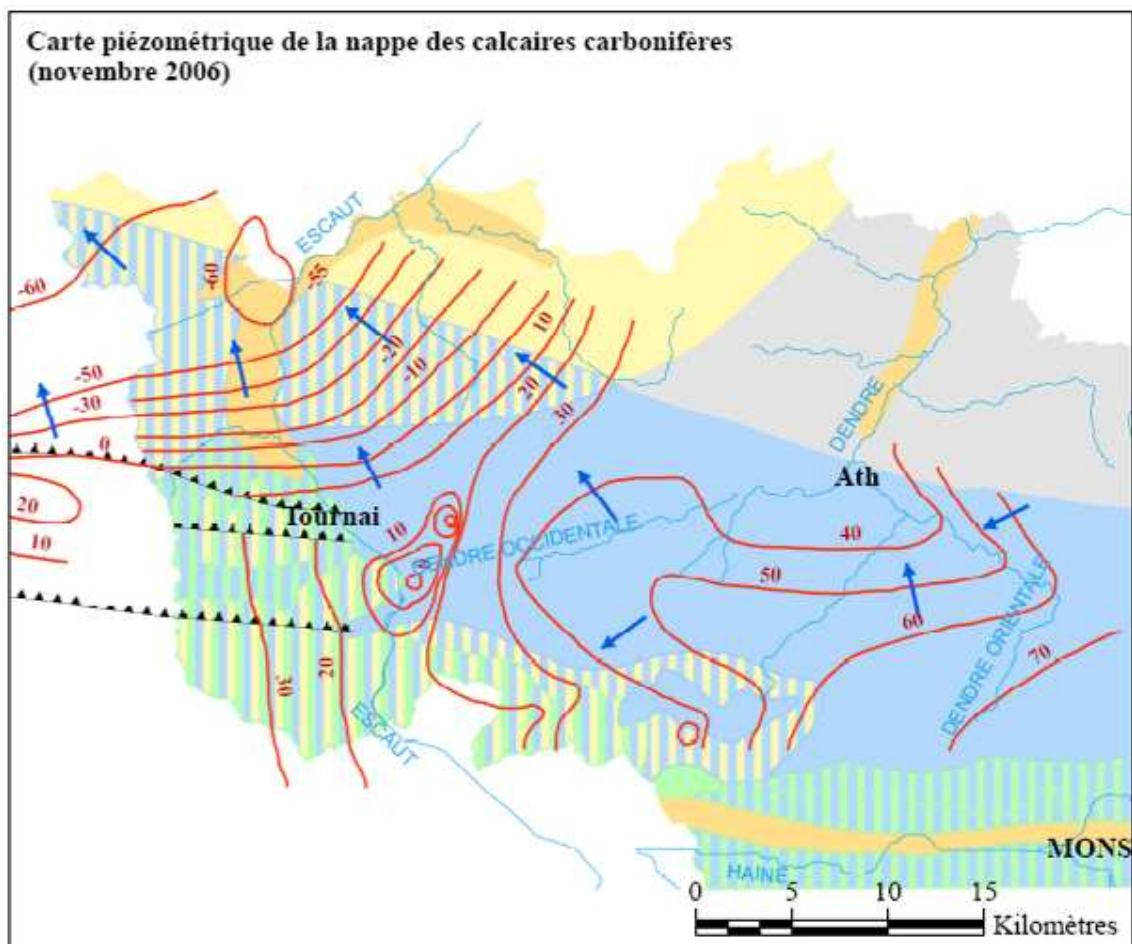 Carte piézométrique de la nappe des calcaires carbonifères
(novembre 2006)
ESCAUT
-60
-60
-55
10
-20
-10
-50
20
30
-30
DENDRE
0
Ath
20
Tournai
10
DENDRE OCCIDENTALE
40
10
50
60
DENDRE ORIENTALE
20
70
30
ESCAUT
MONS
HAINE
0 5 10 15
Kilomètres